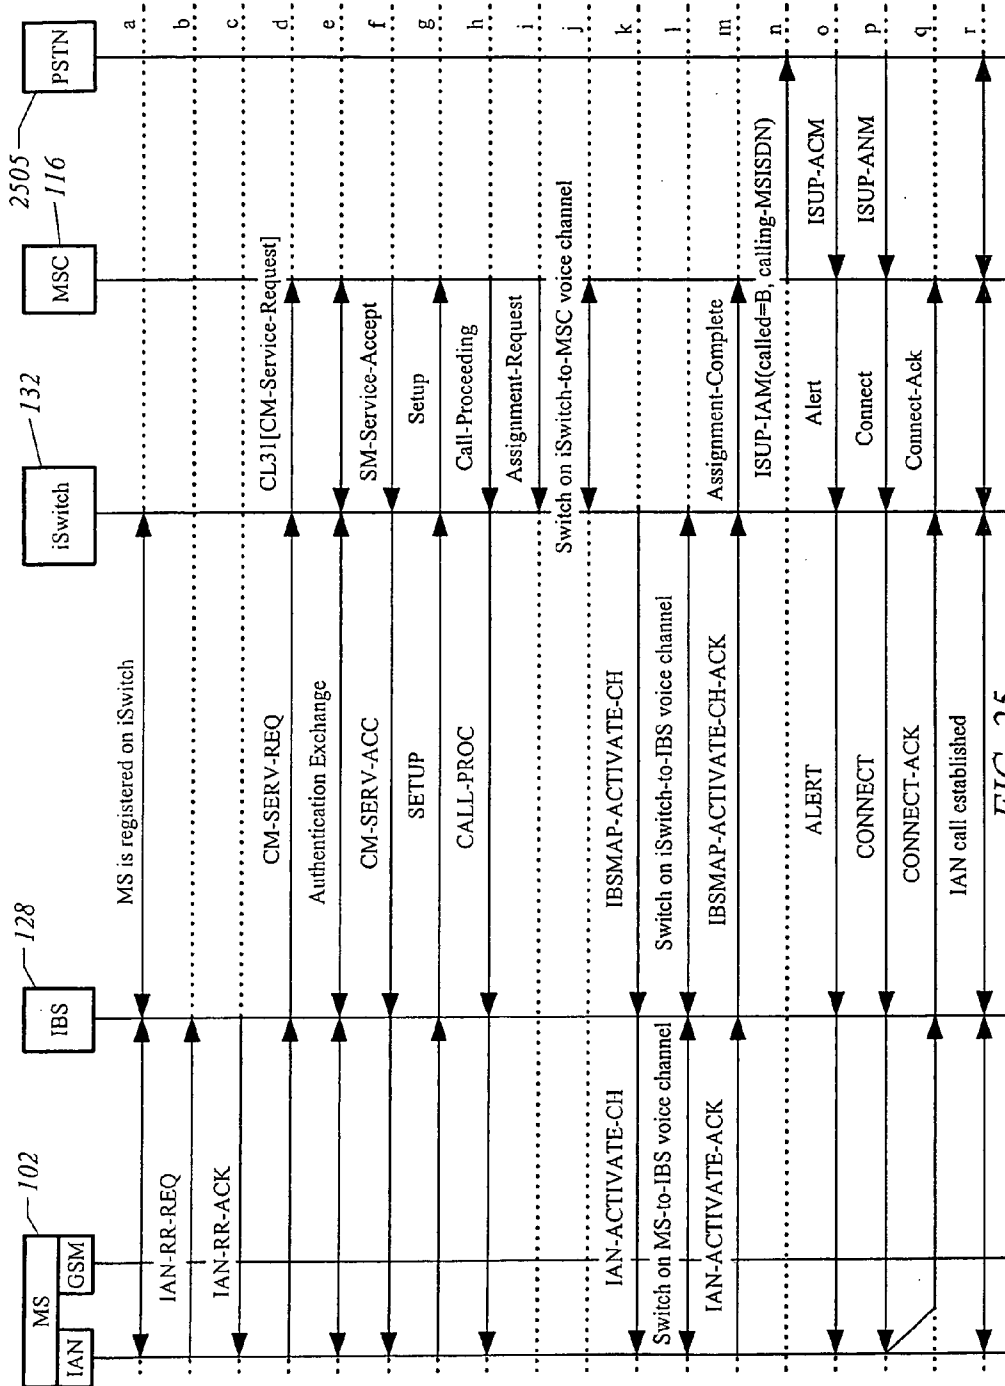 MS
102
IAN
GSM
IBS
128
iSwitch
132
MSC
116
PSTN
2505
MS is registered on iSwitch
a
IAN-RR-REQ
b
IAN-RR-ACK
c
CM-SERV-REQ
CL31[CM-Service-Request]
d
Authentication Exchange
e
CM-SERV-ACC
SM-Service-Accept
f
SETUP
Setup
g
CALL-PROC
Call-Proceeding
h
Assignment-Request
i
Switch on iSwitch-to-MSC voice channel
j
IAN-ACTIVATE-CH
IBSMAP-ACTIVATE-CH
k
Switch on MS-to-IBS voice channel
Switch on iSwitch-to-IBS voice channel
l
IAN-ACTIVATE-ACK
IBSMAP-ACTIVATE-CH-ACK
Assignment-Complete
m
ISUP-IAM(called=B, calling-MSISDN)
n
ALERT
Alert
ISUP-ACM
o
CONNECT
Connect
ISUP-ANM
p
CONNECT-ACK
Connect-Ack
q
IAN call established
r
FIG. 25